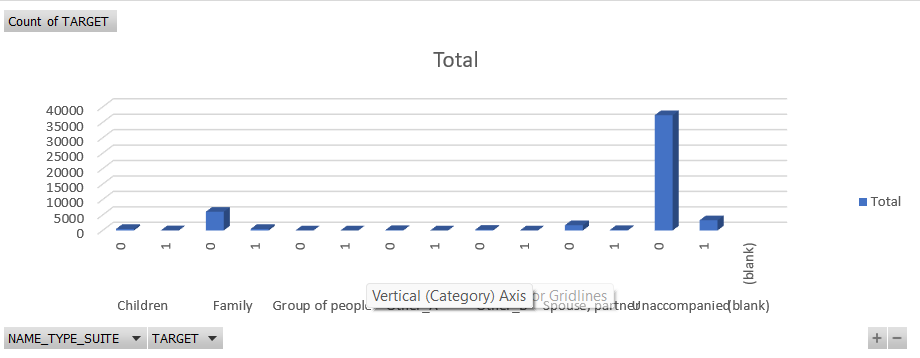 Count of TARGET
Total
40000
35000
30000
25000
20000
15000
10000
5000
0
Total
0 1 0 1 0 1 0 1 0 1 0 1 0 1 (blank)
Children Family Group of people Spouse, partner Unaccompanied (blank)
Vertical (Category) Axis or Gridlines
NAME_TYPE_SUITE TARGET